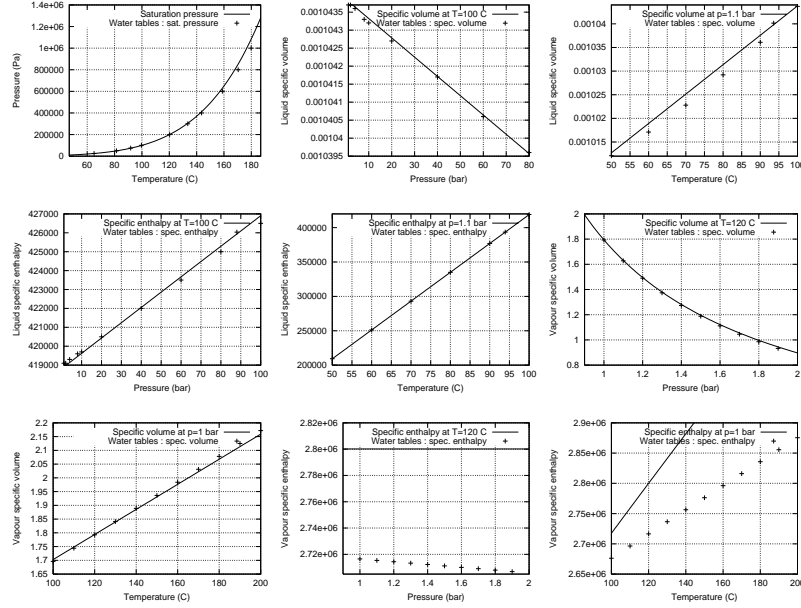 Saturation pressure
Water tables : sat. pressure
Pressure (Pa)
1.4e+06
1.2e+06
1e+06
800000
600000
400000
200000
0
60 80 100 120 140 160 180
Temperature (C)
Specific volume at T=100 C
Water tables : spec. volume
Liquid specific volume
0.0010435
0.001043
0.0010425
0.001042
0.0010415
0.001041
0.0010405
0.00104
0.0010395
10 20 30 40 50 60 70 80
Pressure (bar)
Specific volume at p=1.1 bar
Water tables : spec. volume
Liquid specific volume
0.00104
0.001035
0.00103
0.001025
0.00102
0.001015
50 55 60 65 70 75 80 85 90 95 100
Temperature (C)
Specific enthalpy at T=100 C
Water tables : spec. enthalpy
Liquid specific enthalpy
427000
426000
425000
424000
423000
422000
421000
420000
419000
10 20 30 40 50 60 70 80 90 100
Pressure (bar)
Specific enthalpy at p=1.1 bar
Water tables : spec. enthalpy
Liquid specific enthalpy
400000
350000
300000
250000
200000
50 55 60 65 70 75 80 85 90 95 100
Temperature (C)
Specific volume at T=120 C
Water tables : spec. volume
Vapour specific volume
2
1.8
1.6
1.4
1.2
1
0.8
1 1.2 1.4 1.6 1.8 2
Pressure (bar)
Specific volume at p=1 bar
Water tables : spec. volume
Vapour specific volume
2.2
2.15
2.1
2.05
2
1.95
1.9
1.85
1.8
1.75
1.7
1.65
100 120 140 160 180 200
Temperature (C)
Specific enthalpy at T=120 C
Water tables : spec. enthalpy
Vapour specific enthalpy
2.82e+06
2.8e+06
2.78e+06
2.76e+06
2.74e+06
2.72e+06
1 1.2 1.4 1.6 1.8 2
Pressure (bar)
Specific enthalpy at p=1 bar
Water tables : spec. enthalpy
Vapour specific enthalpy
2.9e+06
2.85e+06
2.8e+06
2.75e+06
2.7e+06
2.65e+06
100 120 140 160 180 200
Temperature (C)